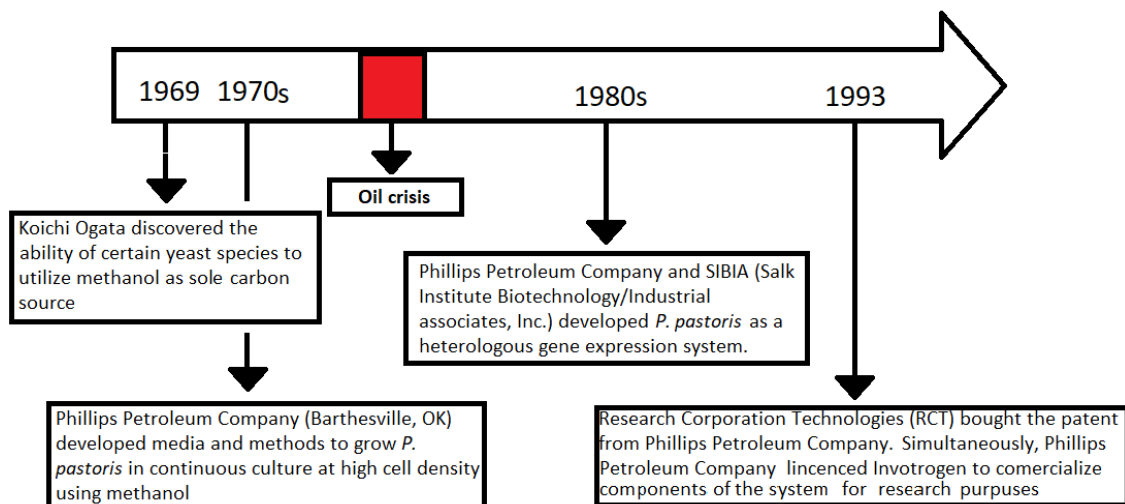 1969
1970s
1980s
1993
Oil crisis
Koichi Ogata discovered the
ability of certain yeast species to
utilize methanol as sole carbon
source
Phillips Petroleum Company and SIBIA (Salk
Institute Biotechnology/Industrial
associates, Inc.) developed P. pastoris as a
heterologous gene expression system.
Phillips Petroleum Company (Barthesville, OK)
developed media and methods to grow P.
pastoris in continuous culture at high cell density
using methanol
Research Corporation Technologies (RCT) bought the patent
from Phillips Petroleum Company. Simultaneously, Phillips
Petroleum Company lincenced Invotrogen to comercialize
components of the system for research purpuses